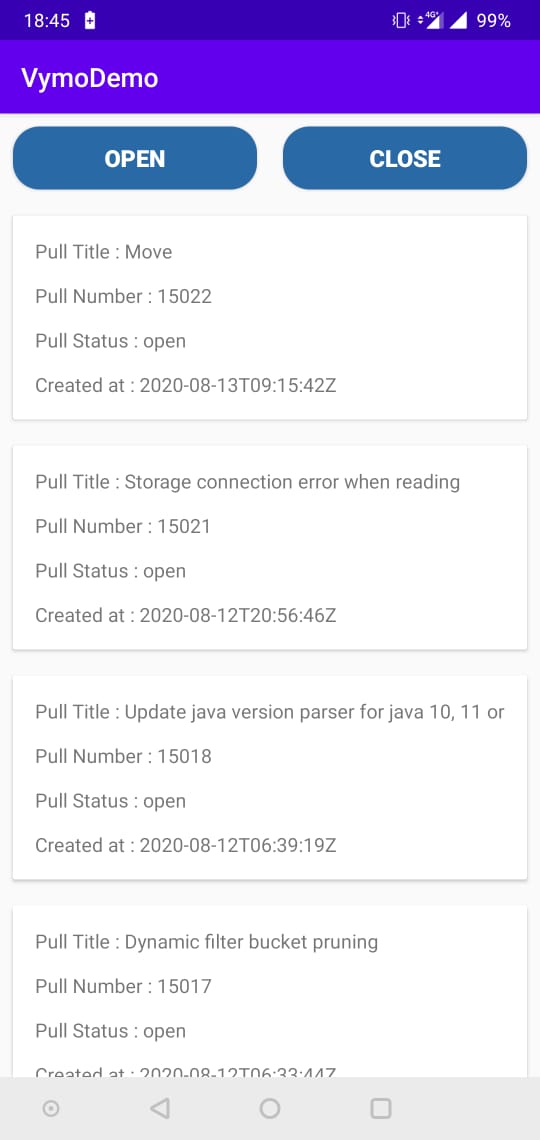 18:45 4G+ 99%
VymoDemo
OPEN CLOSE
Pull Title : Move
Pull Number : 15022
Pull Status : open
Created at : 2020-08-13T09:15:42Z
Pull Title : Storage connection error when reading
Pull Number : 15021
Pull Status : open
Created at : 2020-08-12T20:56:46Z
Pull Title : Update java version parser for java 10, 11 or
Pull Number : 15018
Pull Status : open
Created at : 2020-08-12T06:39:19Z
Pull Title : Dynamic filter bucket pruning
Pull Number : 15017
Pull Status : open
Created at : 2020-08-12T06:33:44Z